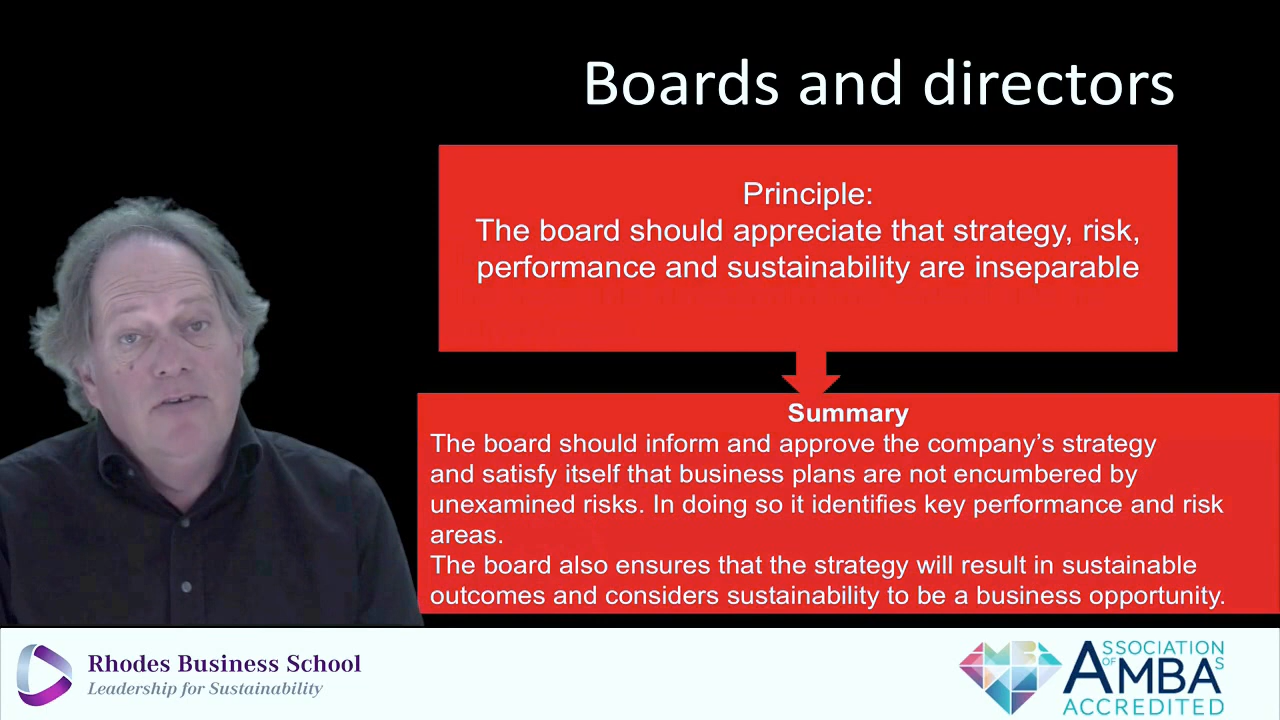 Boards and directors
Principle:
The board should appreciate that strategy, risk,
performance and sustainability are inseparable
Summary
The board should inform and approve the company’s strategy
and satisfy itself that business plans are not encumbered by
unexamined risks. In doing so it identifies key performance and risk
areas.
The board also ensures that the strategy will result in sustainable
outcomes and considers sustainability to be a business opportunity.
Rhodes Business School
Leadership for Sustainability
ASSOCIATION
OF AMBAS
ACCREDITED